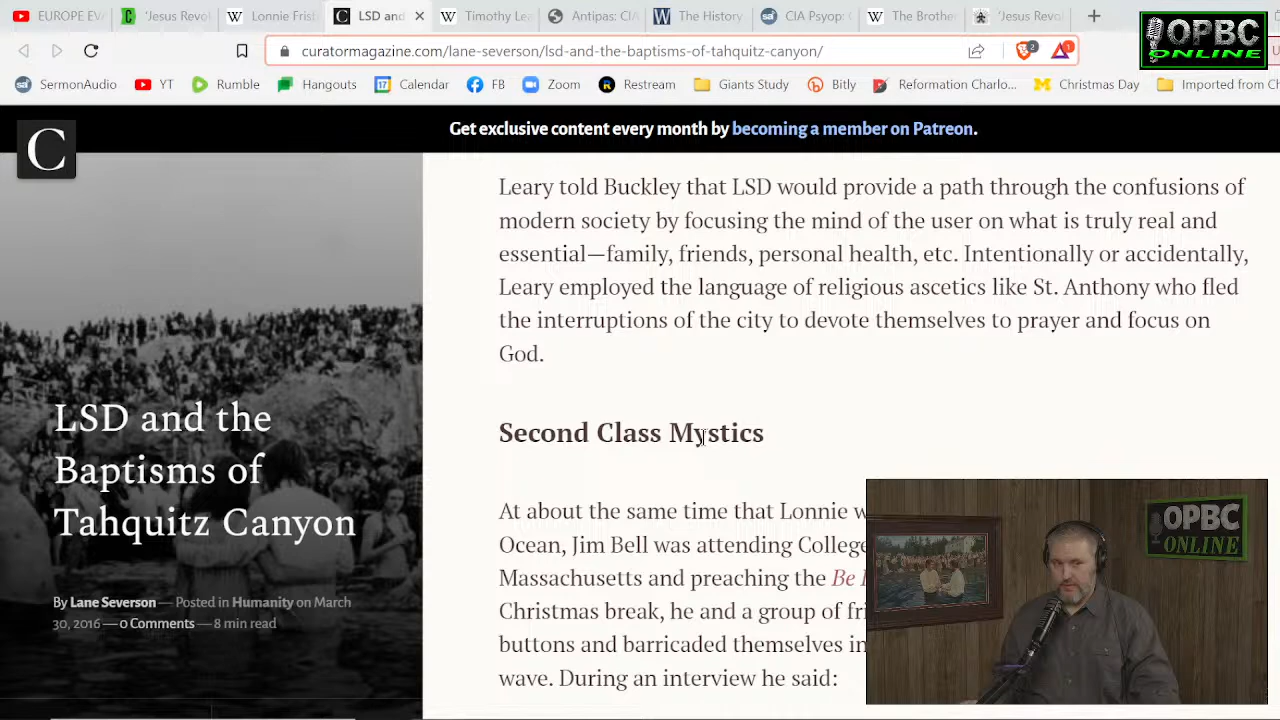 EUROPE EV
'Jesus Revol
Lonnie Frist
LSD and
Timothy Lea
Antipas: CIA
The History
CIA Psyop:
The Brothe
'Jesus Revo
OPBC
ONLINE
curatormagazine.com/lane-severson/lsd-and-the-baptisms-of-tahquitz-canyon/
2
1
SermonAudio
YT
Rumble
Hangouts
17
Calendar
FB
Zoom
Restream
Giants Study
Bitly
Reformation Charlo...
Christmas Day
Imported from C
C
Get exclusive content every month by becoming a member on Patreon.
Leary told Buckley that LSD would provide a path through the confusions of
modern society by focusing the mind of the user on what is truly real and
essential—family, friends, personal health, etc. Intentionally or accidentally,
Leary employed the language of religious ascetics like St. Anthony who fled
the interruptions of the city to devote themselves to prayer and focus on
God.
LSD and the
Baptisms of
Tahquitz Canyon
By Lane Severson — Posted in Humanity on March
30, 2016 — 0 Comments — 8 min read
Second Class Mystics
At about the same time that Lonnie w
Ocean, Jim Bell was attending College
Massachusetts and preaching the Be
Christmas break, he and a group of fri
buttons and barricaded themselves in
wave. During an interview he said:
OPBC
ONLINE